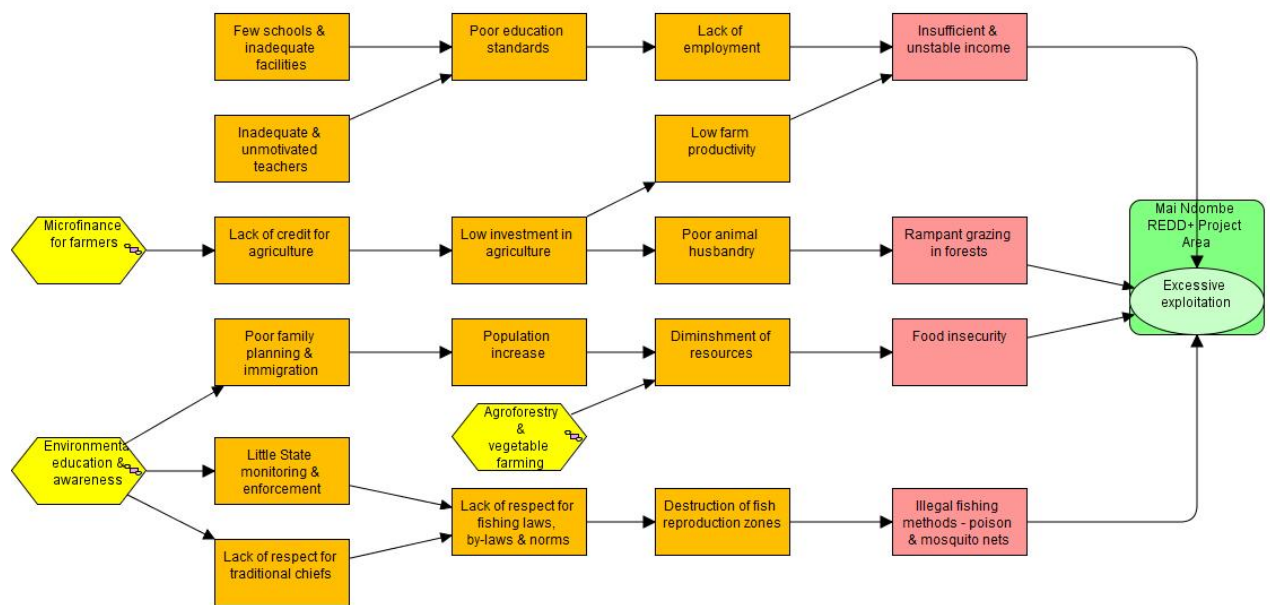 Few schools &
inadequate
facilities
Poor education
standards
Lack of
employment
Insufficient &
unstable income
Inadequate &
unmotivated
teachers
Low farm
productivity
Microfinance
for farmers
Lack of credit for
agriculture
Low investment in
agriculture
Poor animal
husbandry
Rampant grazing
in forests
Mai Ndombe
REDD+ Project
Area
Excessive
exploitation
Poor family
planning &
immigration
Population
increase
Diminshment of
resources
Food insecurity
Agroforestry
&
vegetable
farming
Environmenta
education &
awareness
Little State
monitoring &
enforcement
Lack of respect for
fishing laws,
by-laws & norms
Destruction of fish
reproduction zones
Illegal fishing
methods - poison
& mosquito nets
Lack of respect for
traditional chiefs